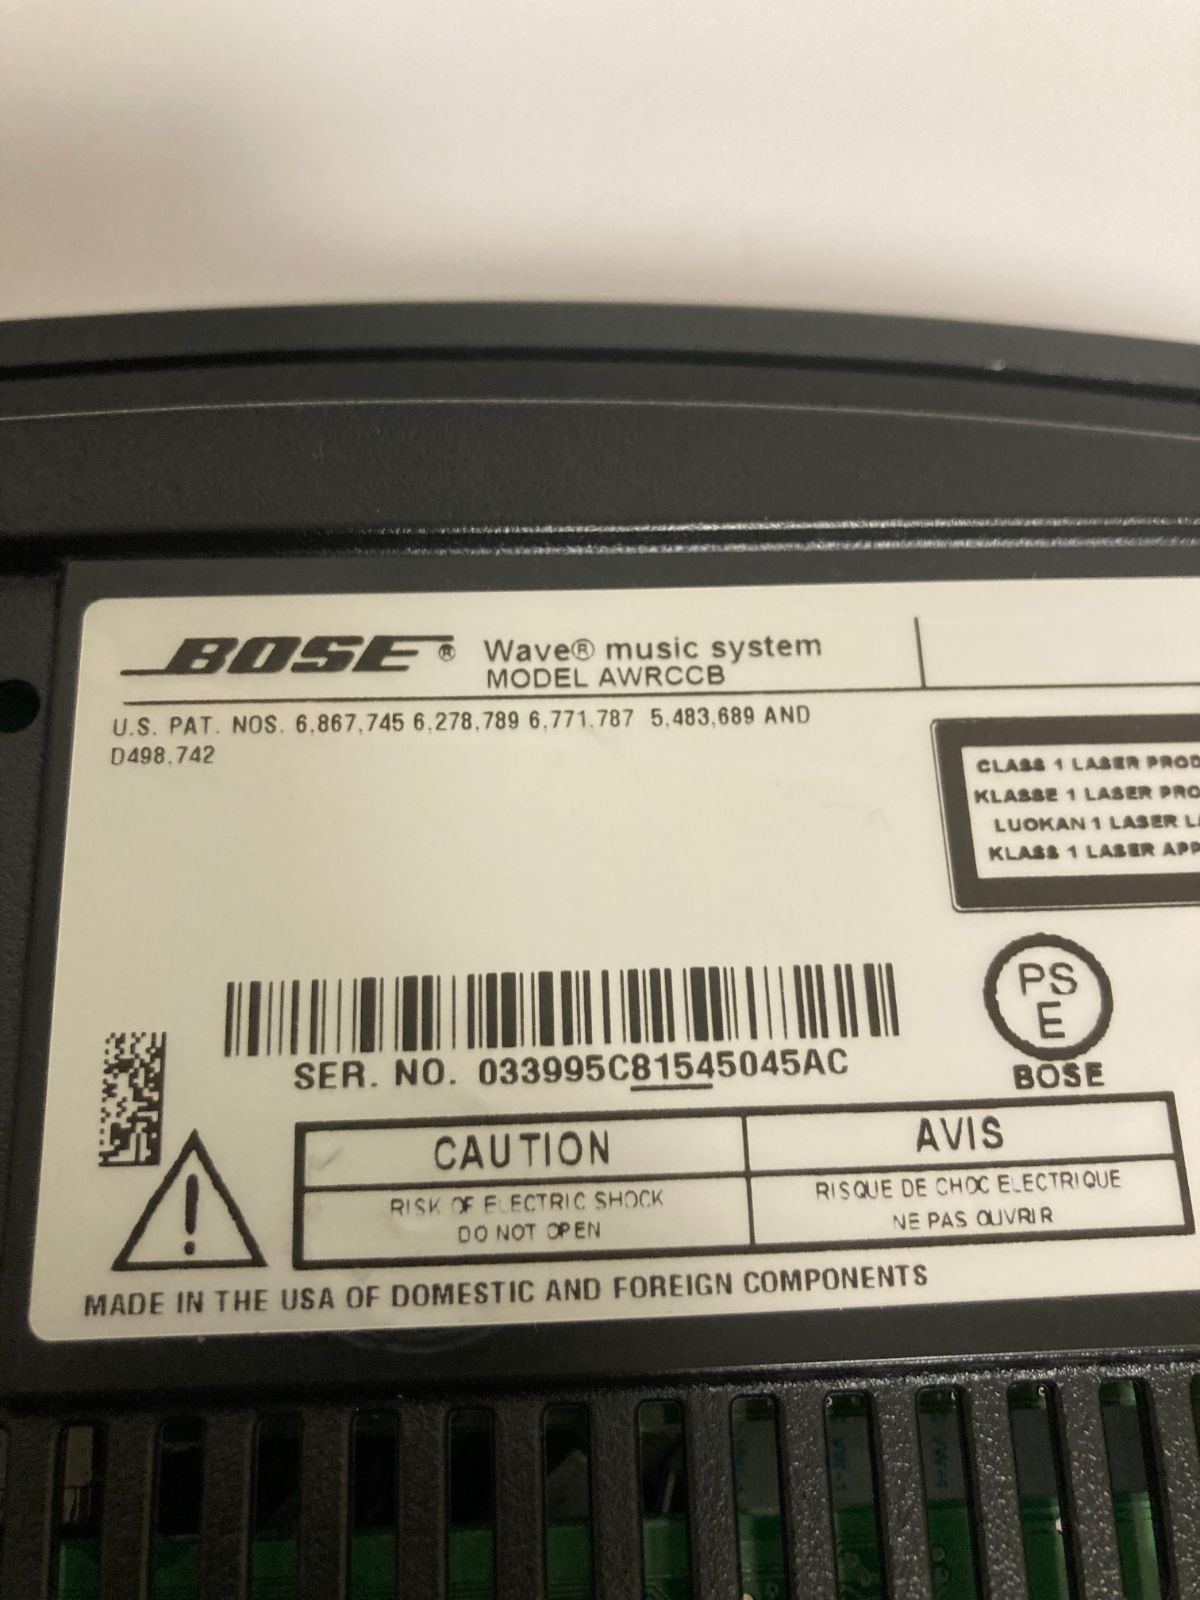 BOSE® Wave® music system
MODEL AWRCCB
U.S. PAT. NOS. 6,867,745 6,278,789 6,771,787 5,483,689 AND
D498,742
CLASS 1 LASER PROD
KLASSE 1 LASER PRO
LUOKAN 1 LASER LA
KLASS 1 LASER APP
PS
E
BOSE
SER. NO. 033995C81545045AC
CAUTION
RISK OF ELECTRIC SHOCK
DO NOT OPEN
AVIS
RISQUE DE CHOC ELECTRIQUE
NE PAS OUVRIR
MADE IN THE USA OF DOMESTIC AND FOREIGN COMPONENTS